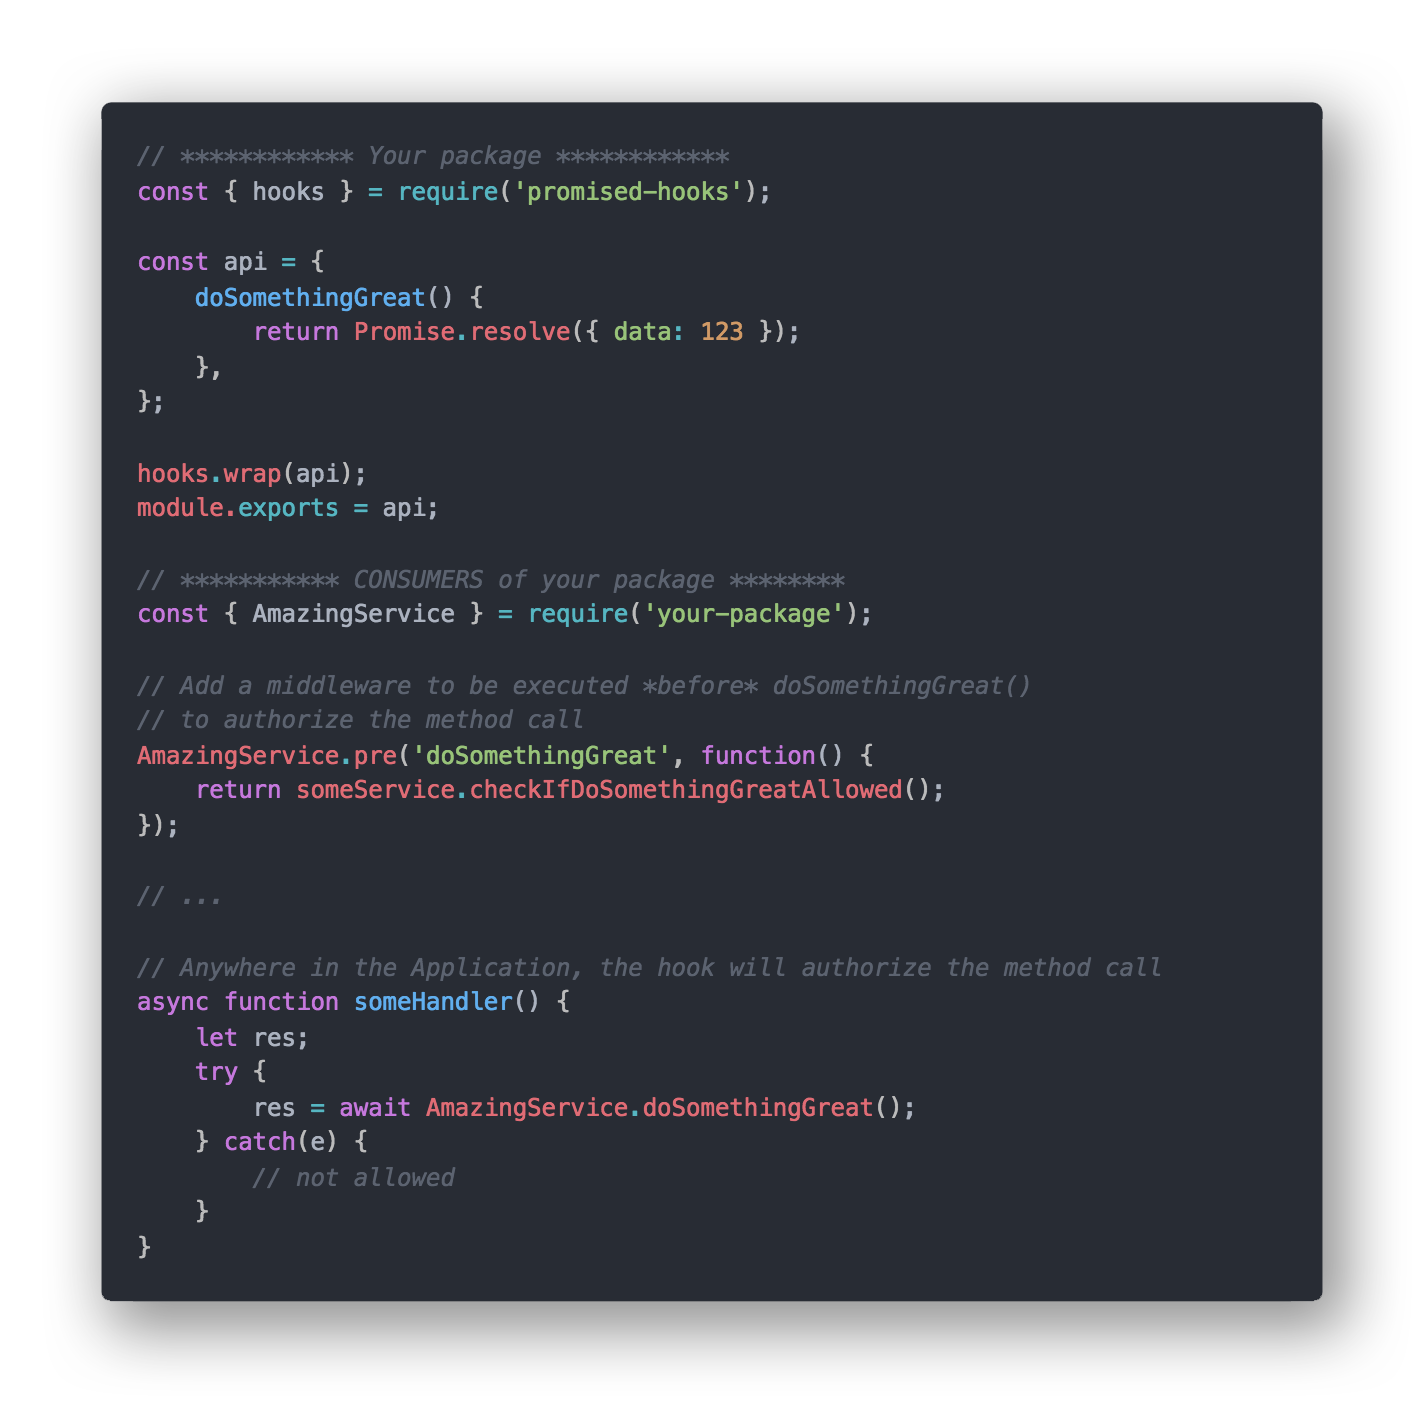 // ************ Your package ************
const { hooks } = require('promised-hooks');

const api = {
    doSomethingGreat() {
        return Promise.resolve({ data: 123 });
    },
};

hooks.wrap(api);
module.exports = api;

// *********** CONSUMERS of your package ********
const { AmazingService } = require('your-package');

// Add a middleware to be executed *before* doSomethingGreat()
// to authorize the method call
AmazingService.pre('doSomethingGreat', function() {
    return someService.checkIfDoSomethingGreatAllowed();
});

// ...

// Anywhere in the Application, the hook will authorize the method call
async function someHandler() {
    let res;
    try {
        res = await AmazingService.doSomethingGreat();
    } catch(e) {
        // not allowed
    }
}